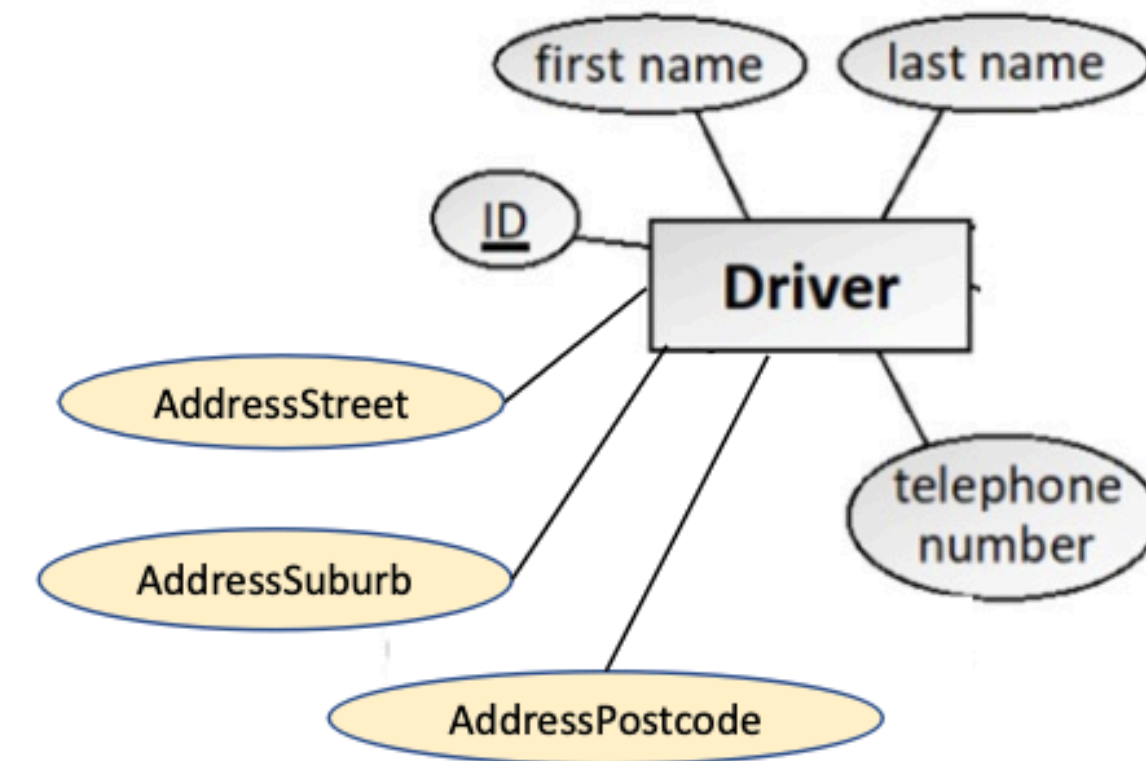 first name
last name
ID
Driver
AddressStreet
telephone
number
AddressSuburb
AddressPostcode